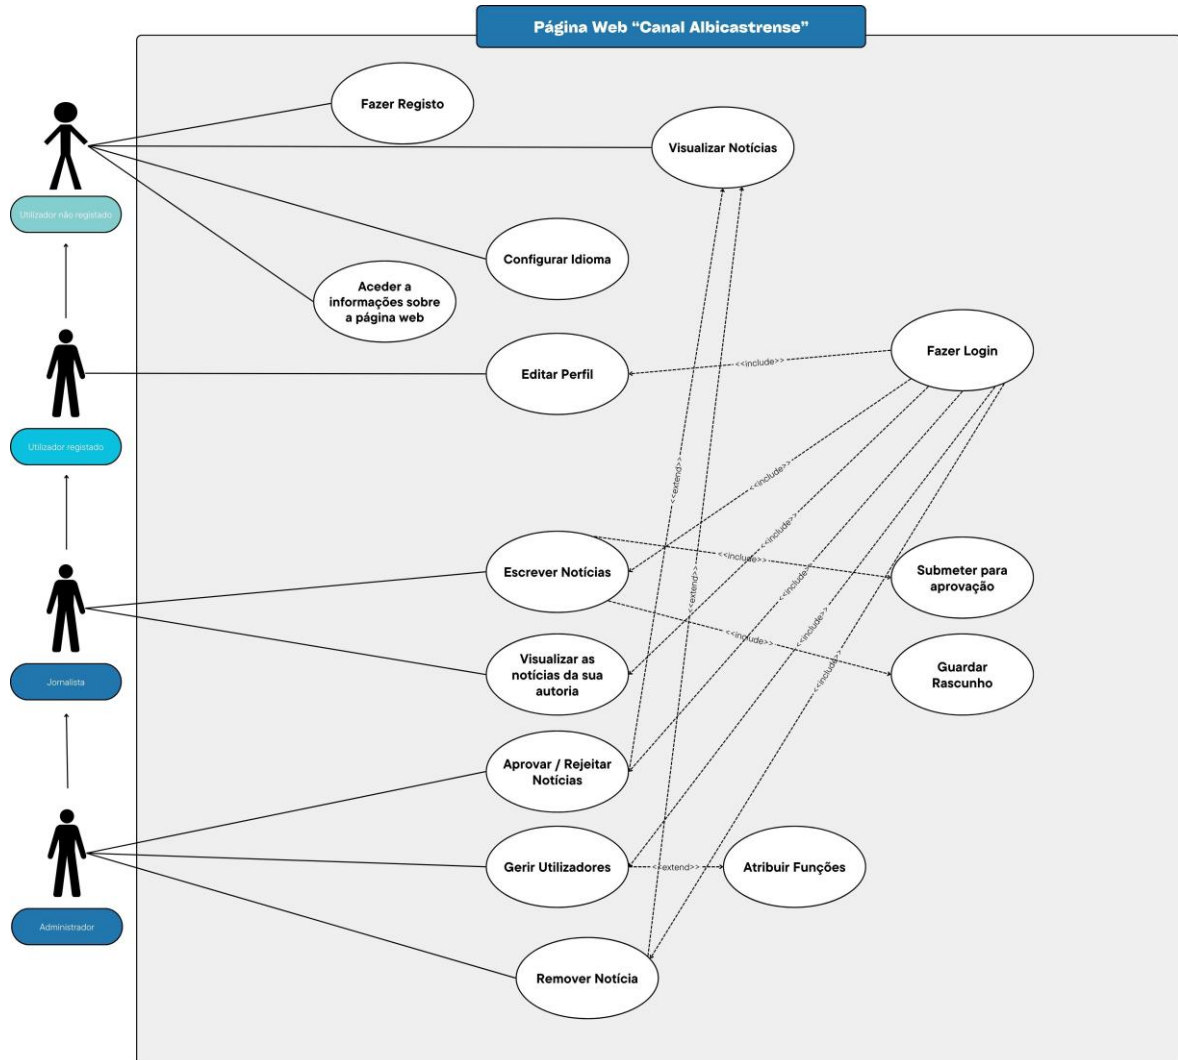 Página Web “Canal Albicastrense”
Fazer Registo
Visualizar Notícias
Utilizador não registado
Configurar Idioma
Aceder a
informações sobre
a página web
Fazer Login
<<include>>
Editar Perfil
Utilizador registado
<<extend>>
<<include>>
<<extend>>
<<include>>
<<include>>
Escrever Notícias
<<include>>
Submeter para
aprovação
<<include>>
<<include>>
<<include>>
Visualizar as
notícias da sua
autoria
Guardar
Rascunho
Jornalista
Aprovar / Rejeitar
Notícias
Gerir Utilizadores
<<extend>>
Atribuir Funções
Administrador
Remover Notícia